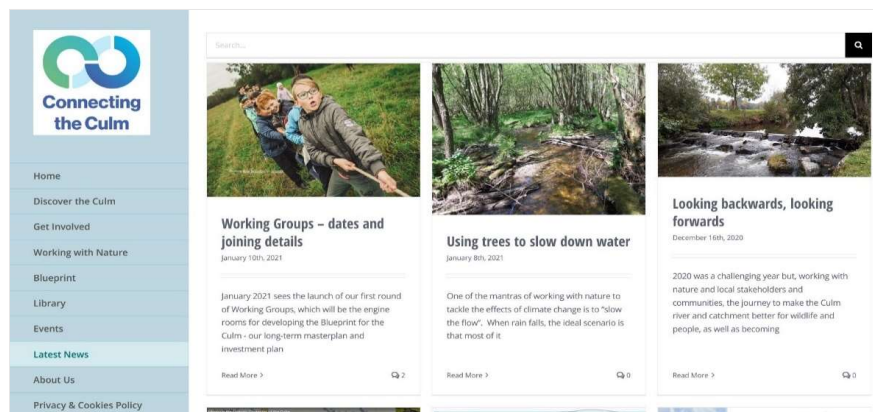 Connecting
the Culm
Home
Discover the Culm
Get Involved
Working with Nature
Blueprint
Library
Events
Latest News
About Us
Privacy & Cookies Policy
Search...
Working Groups – dates and
joining details
January 10th, 2021
January 2021 sees the launch of our first round
of Working Groups, which will be the engine
rooms for developing the Blueprint for the
Culm - our long-term masterplan and
investment plan
Read More >
2
Using trees to slow down water
January 8th, 2021
One of the mantras of working with nature to
tackle the effects of climate change is to “slow
the flow”. When rain falls, the ideal scenario is
that most of it
Read More >
0
Looking backwards, looking
forwards
December 16th, 2020
2020 was a challenging year but, working with
nature and local stakeholders and
communities, the journey to make the Culm
river and catchment better for wildlife and
people, as well as becoming
Read More >
0